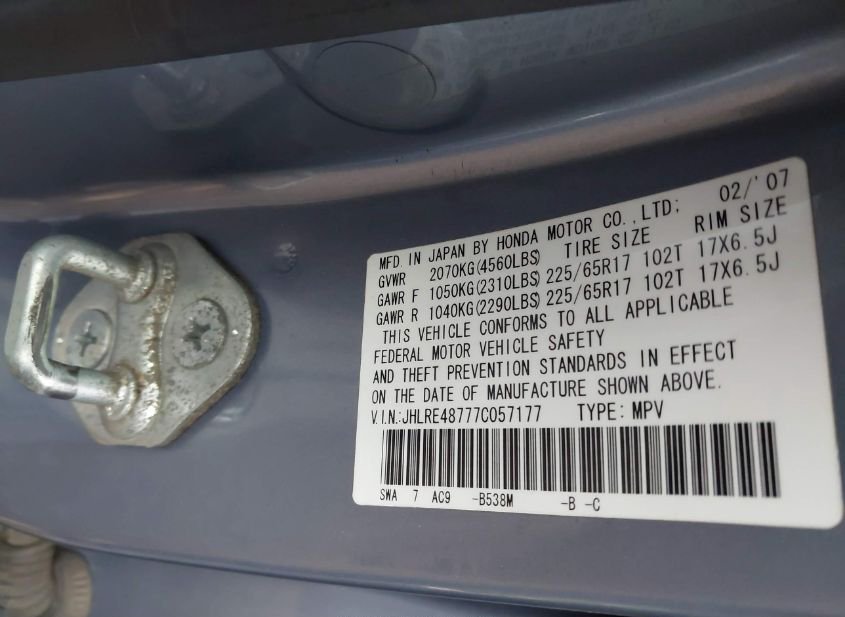 MFD. IN JAPAN BY HONDA MOTOR CO.,LTD; 02/'07
GVWR 2070KG(4560LBS) TIRE SIZE RIM SIZE
GAWR F 1050KG(2310LBS) 225/65R17 102T 17X6.5J
GAWR R 1040KG(2290LBS) 225/65R17 102T 17X6.5J
THIS VEHICLE CONFORMS TO ALL APPLICABLE
FEDERAL MOTOR VEHICLE SAFETY
AND THEFT PREVENTION STANDARDS IN EFFECT
ON THE DATE OF MANUFACTURE SHOWN ABOVE.
V.I.N.:JHLRE48777C057177 TYPE: MPV
SWA 7 AC9 -B538M -B -C